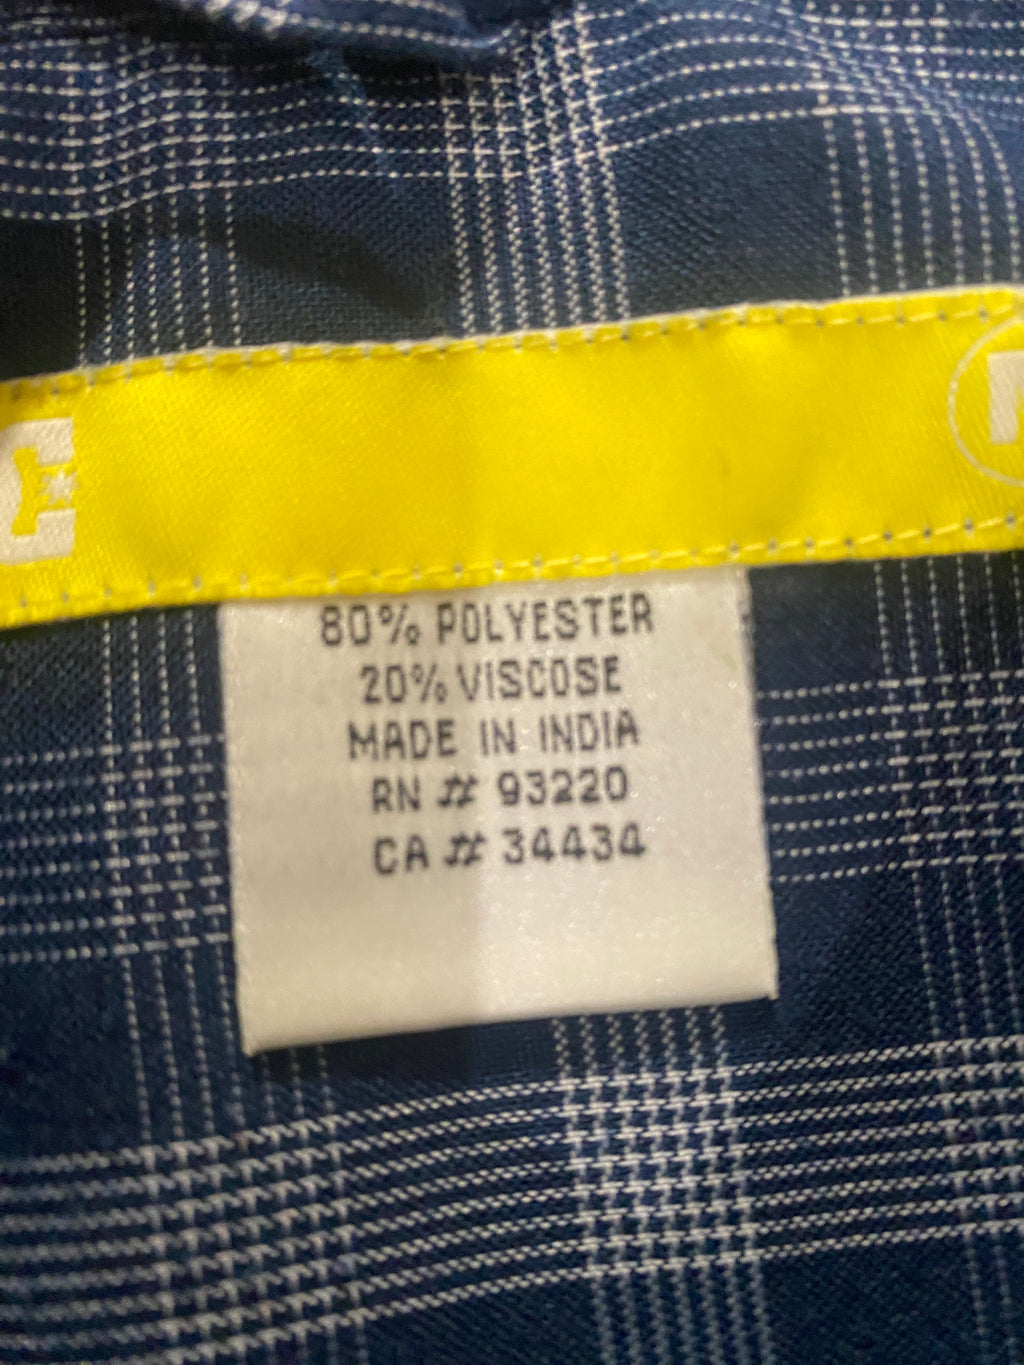 80% POLYESTER
20% VISCOSE
MADE IN INDIA
RN # 93220
CA # 34434